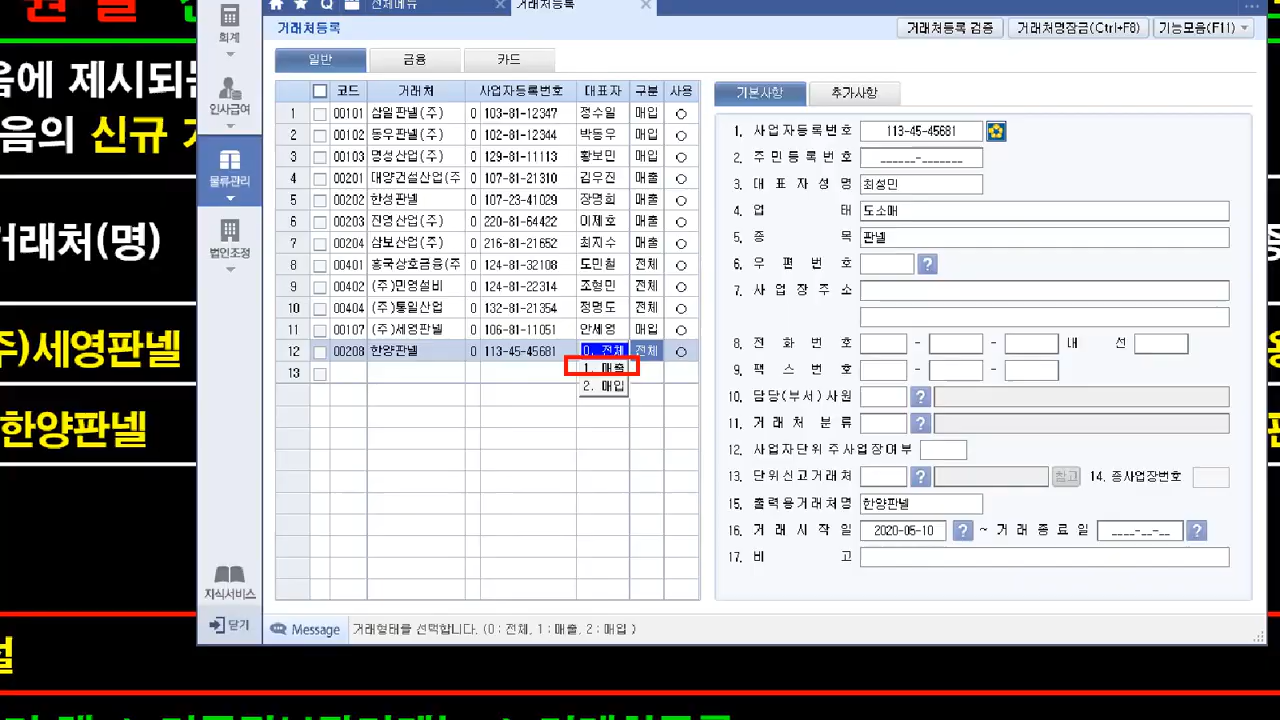 전체메뉴
거래처등록
회계
인사급여
물류관리
법인조정
지식서비스
닫기
거래처등록
거래처등록 검증
거래처명잠금(Ctrl+F8)
기능모음(F11)
일반
금융
카드
코드 거래처 사업자등록번호 대표자 구분 사용
1 00101 삼일판넬(주) 0 103-81-12347 정수일 매입 ○
2 00102 동우판넬(주) 0 102-81-12344 박동우 매입 ○
3 00103 명성산업(주) 0 129-81-11113 황보민 매입 ○
4 00201 대양건설산업(주 0 107-81-21310 김우진 매출 ○
5 00202 한성판넬 0 107-23-41029 장명희 매출 ○
6 00203 진영산업(주) 0 220-81-64422 이제호 매출 ○
7 00204 삼보산업(주) 0 216-81-21652 최지수 매출 ○
8 00401 흥국상호금융(주 0 124-81-32108 도민철 전체 ○
9 00402 (주)민영설비 0 124-81-22314 조형민 전체 ○
10 00404 (주)통일산업 0 132-81-21354 정명도 전체 ○
11 00107 (주)세영판넬 0 106-81-11051 안세영 매입 ○
12 00208 한양판넬 0 113-45-45681 0. 전체 전체 ○
13
1. 매출
2. 매입
기본사항
추가사항
1. 사업자등록번호 113-45-45681
2. 주민등록번호 ______-_______
3. 대표자성명 최성민
4. 업태 도소매
5. 종목 판넬
6. 우편번호 ?
7. 사업장주소
8. 전화번호 - - 내선
9. 팩스번호 - -
10. 담당(부서)사원 ?
11. 거래처 분류 ?
12. 사업자단위 주사업장여부
13. 단위신고거래처 ? 참고 14. 종사업장번호
15. 출력용거래처명 한양판넬
16. 거래시작일 2020-05-10 ? ~ 거래종료일 ____-__-__ ?
17. 비고
Message 거래형태를 선택합니다. (0 : 전체, 1 : 매출, 2 : 매입 )
음에 제시되는
음의 신규 거
거래처(명)
주)세영판넬
한양판넬